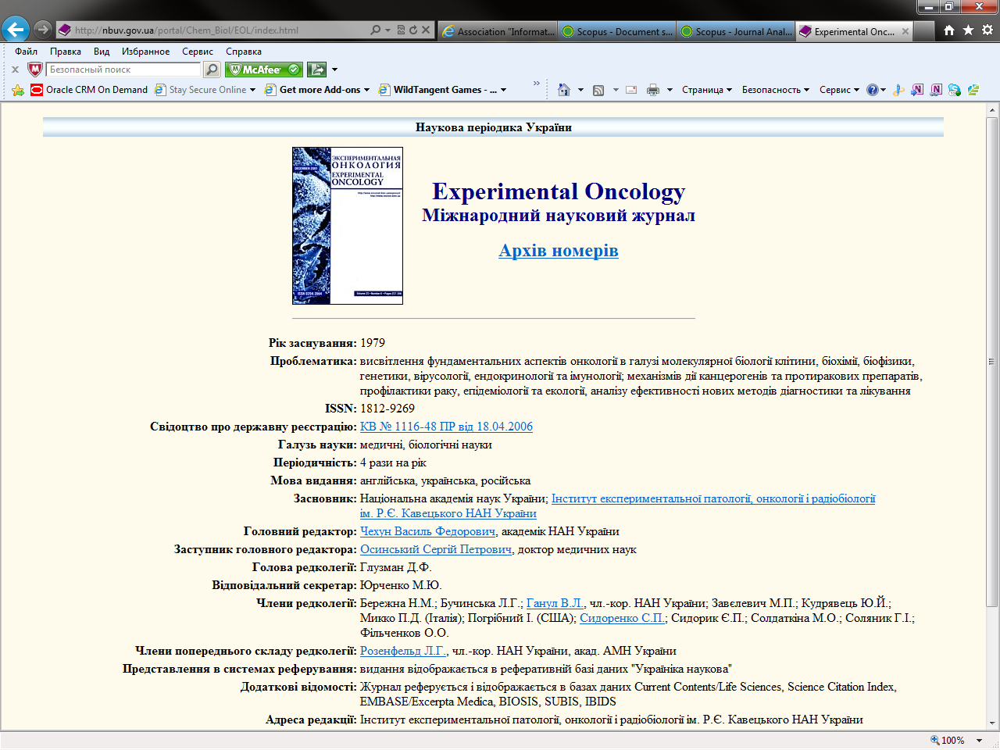 http://nbuv.gov.ua/portal/Chem_Biol/EOL/index.html
Association "Informat...
Scopus - Document s...
Scopus - Journal Anal...
Experimental Onc...
Файл Правка Вид Избранное Сервис Справка
Безопасный поиск
McAfee
Oracle CRM On Demand Stay Secure Online Get more Add-ons WildTangent Games - ...
Страница Безопасность Сервис
Наукова періодика України
ЭКСПЕРИМЕНТАЛЬНАЯ
ОНКОЛОГИЯ
DECEMBER 2001
EXPERIMENTAL
ONCOLOGY
Experimental Oncology
Міжнародний науковий журнал
Архів номерів
Рік заснування: 1979
Проблематика: висвітлення фундаментальних аспектів онкології в галузі молекулярної біології клітини, біохімії, біофізики,
генетики, вірусології, ендокринології та імунології; механізмів дії канцерогенів та протиракових препаратів,
профілактики раку, епідеміології та екології, аналізу ефективності нових методів діагностики та лікування
ISSN: 1812-9269
Свідоцтво про державну реєстрацію: КВ № 1116-48 ПР від 18.04.2006
Галузь науки: медичні, біологічні науки
Періодичність: 4 рази на рік
Мова видання: англійська, українська, російська
Засновник: Національна академія наук України; Інститут експериментальної патології, онкології і радіобіології
ім. Р.Є. Кавецького НАН України
Головний редактор: Чехун Василь Федорович, академік НАН України
Заступник головного редактора: Осинський Сергій Петрович, доктор медичних наук
Голова редколегії: Глузман Д.Ф.
Відповідальний секретар: Юрченко М.Ю.
Члени редколегії: Бережна Н.М.; Бучинська Л.Г.; Ганул В.Л., чл.-кор. НАН України; Завєлевич М.П.; Кудрявець Ю.Й.;
Микко П.Д. (Італія); Погрібний І. (США); Сидоренко С.П.; Сидорик Є.П.; Солдаткіна М.О.; Соляник Г.І.;
Фільченков О.О.
Члени попереднього складу редколегії: Розенфельд Л.Г., чл.-кор. НАН України, акад. АМН України
Представлення в системах реферування: видання відображається в реферативній базі даних "Україніка наукова"
Додаткові відомості: Журнал реферується і відображається в базах даних Current Contents/Life Sciences, Science Citation Index,
EMBASE/Excerpta Medica, BIOSIS, SUBIS, IBIDS
Адреса редакції: Інститут експериментальної патології, онкології і радіобіології ім. Р.Є. Кавецького НАН України
100%